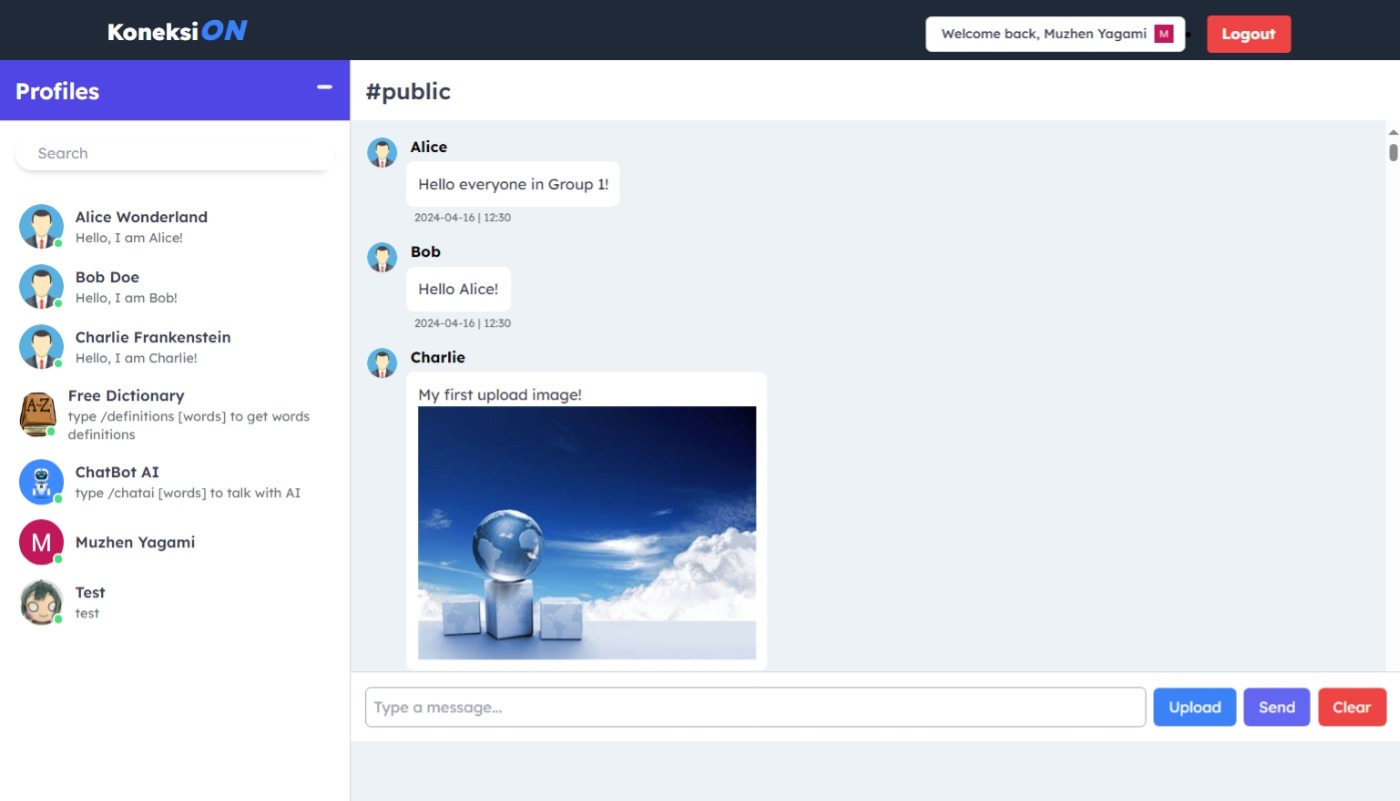 KoneksiON
Welcome back, Muzhen Yagami M
Logout
Profiles
Search
Alice Wonderland
Hello, I am Alice!
Bob Doe
Hello, I am Bob!
Charlie Frankenstein
Hello, I am Charlie!
A-Z
Free Dictionary
type /definitions [words] to get words
definitions
ChatBot AI
type /chatai [words] to talk with AI
M
Muzhen Yagami
Test
test
#public
Alice
Hello everyone in Group 1!
2024-04-16 | 12:30
Bob
Hello Alice!
2024-04-16 | 12:30
Charlie
My first upload image!
Type a message...
Upload
Send
Clear